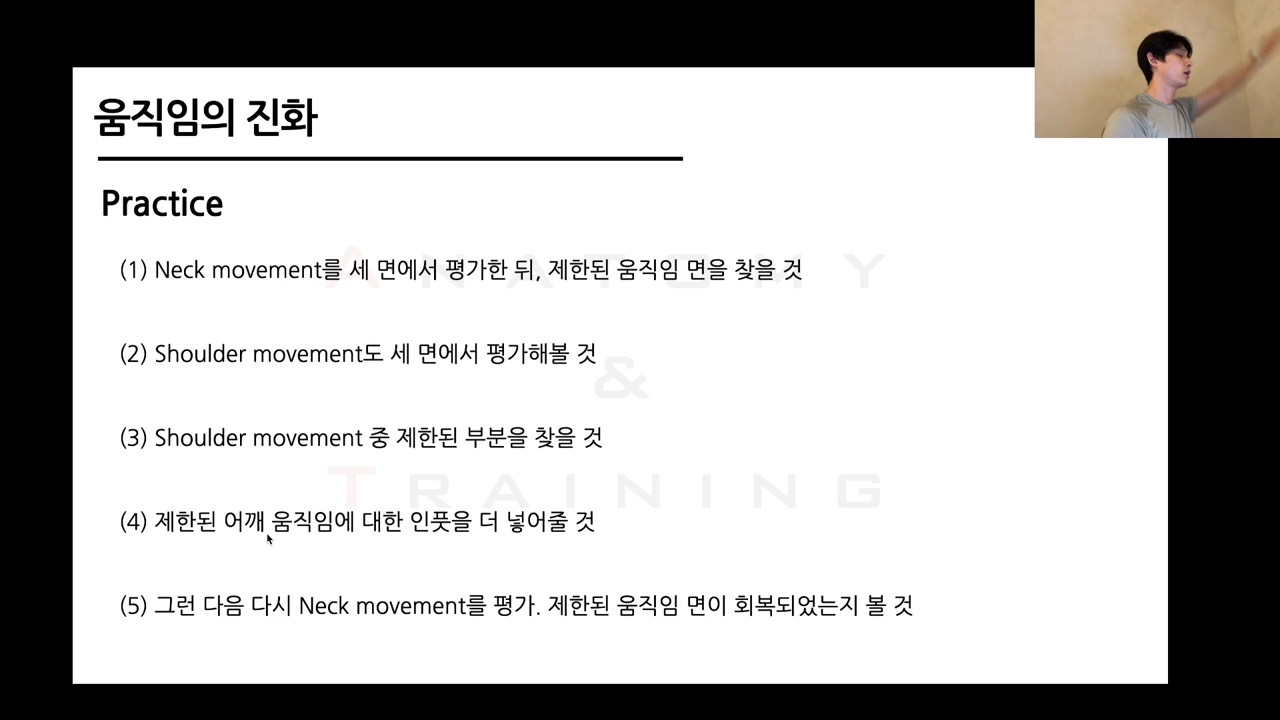 움직임의 진화
Practice
(1) Neck movement를 세 면에서 평가한 뒤, 제한된 움직임 면을 찾을 것
(2) Shoulder movement도 세 면에서 평가해볼 것
(3) Shoulder movement 중 제한된 부분을 찾을 것
(4) 제한된 어깨 움직임에 대한 인풋을 더 넣어줄 것
(5) 그런 다음 다시 Neck movement를 평가. 제한된 움직임 면이 회복되었는지 볼 것
ANATOMY
&
TRAINING